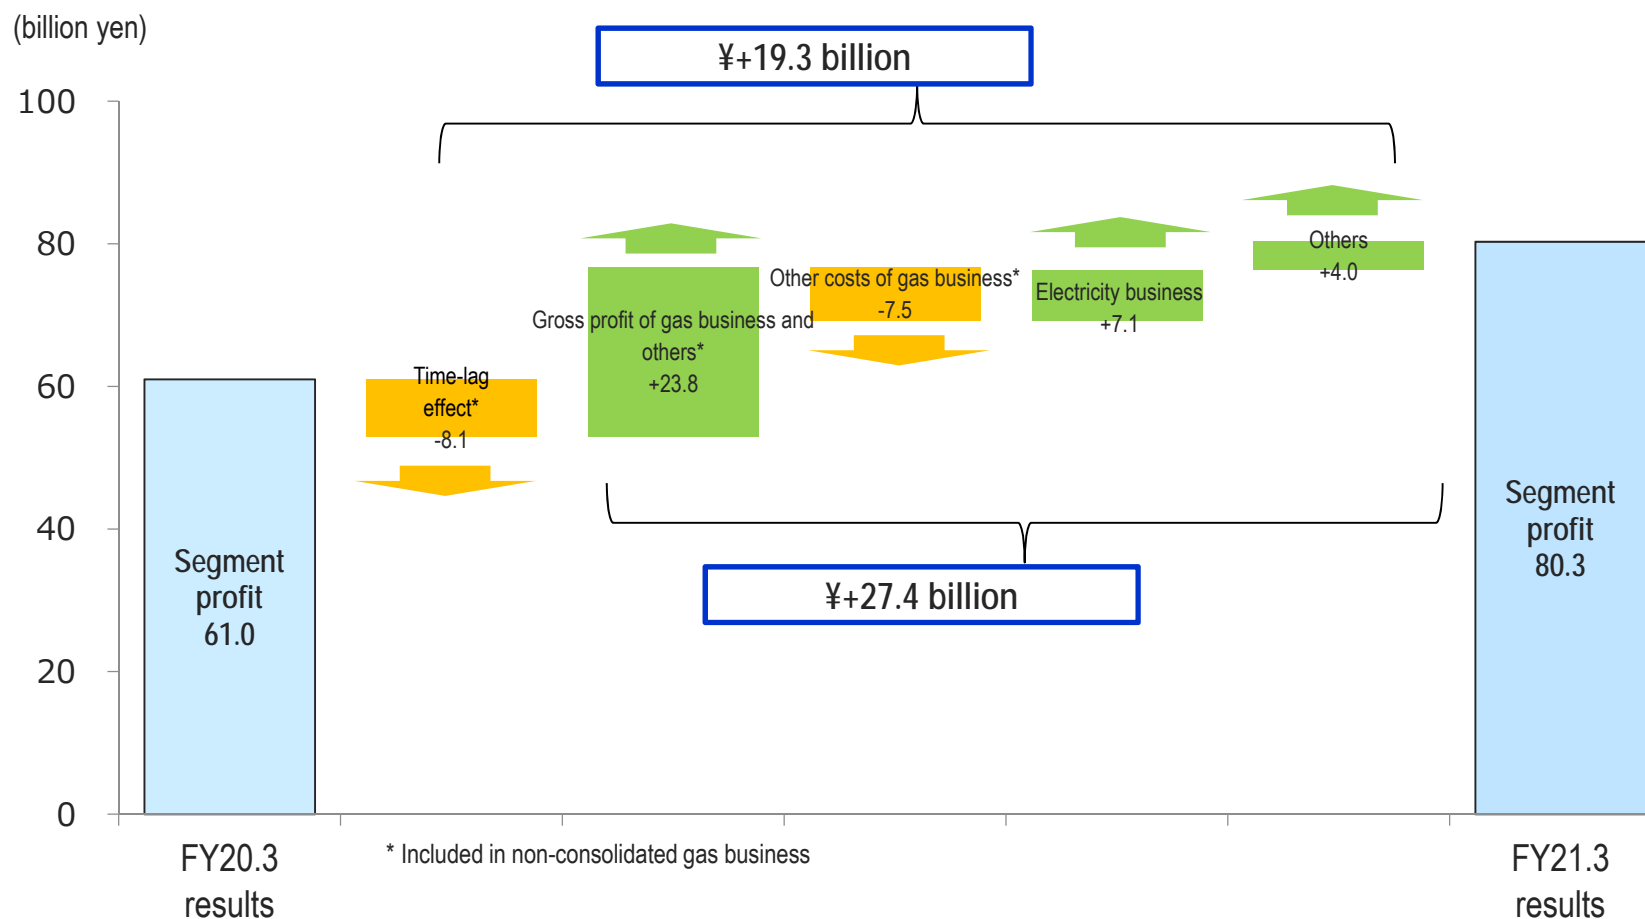 (billion yen)
¥+19.3 billion
100
80
60
40
20
0
Segment
profit
61.0
Time-lag
effect*
-8.1
Gross profit of gas business and
others*
+23.8
Other costs of gas business*
-7.5
Electricity business
+7.1
Others
+4.0
¥+27.4 billion
Segment
profit
80.3
FY20.3
results
* Included in non-consolidated gas business
FY21.3
results